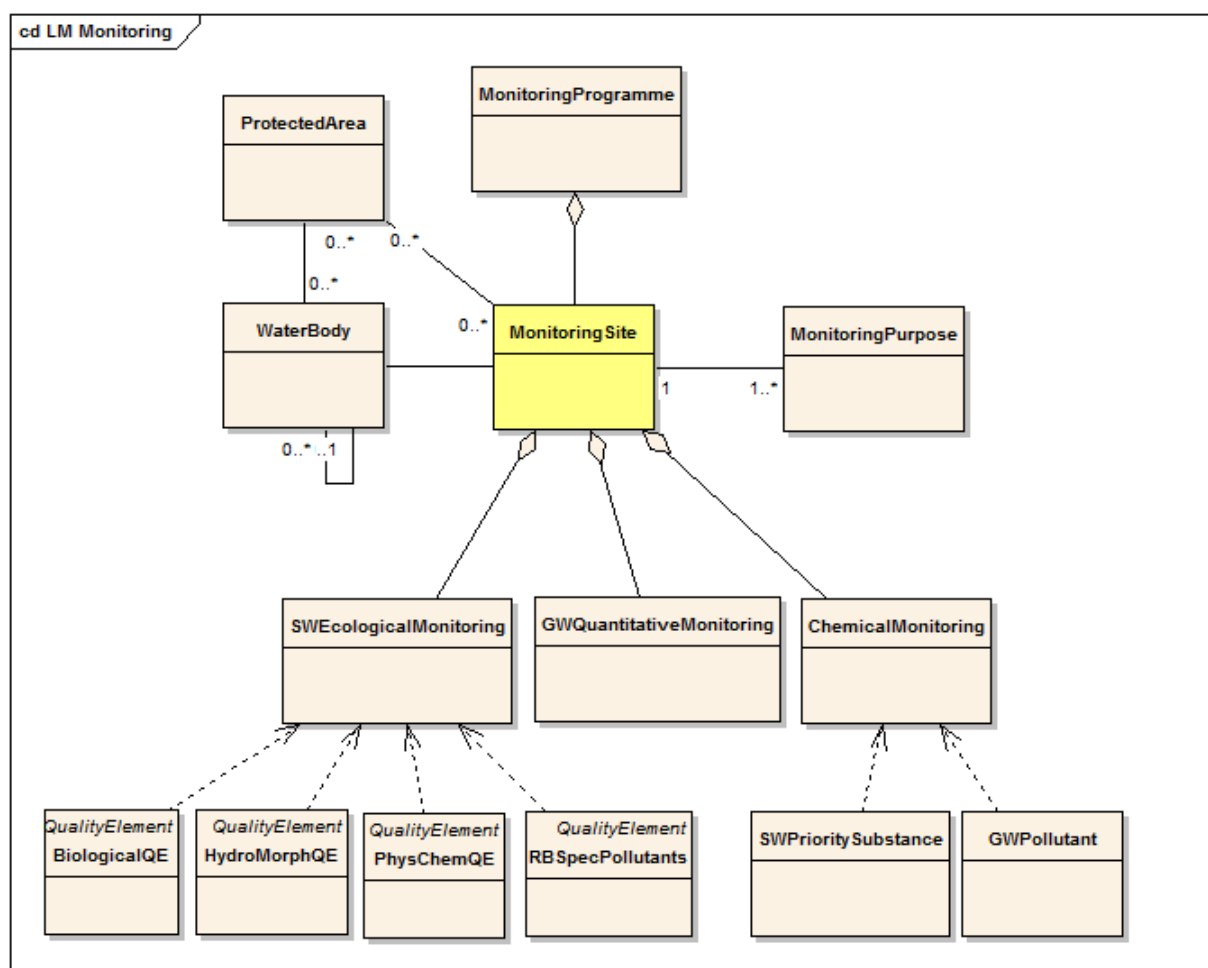 cd LM Monitoring
MonitoringProgramme
ProtectedArea
0..*
0..*
0..*
0..*
WaterBody
MonitoringSite
MonitoringPurpose
1
1..*
0..*
..1
SWEcologicalMonitoring
GWQuantitativeMonitoring
ChemicalMonitoring
QualityElement
BiologicalQE
QualityElement
HydroMorphQE
QualityElement
PhysChemQE
QualityElement
RBSpecPollutants
SWPrioritySubstance
GWPollutant